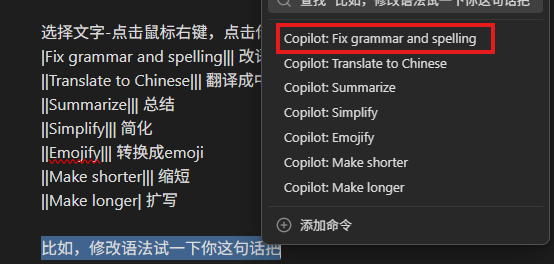 选择文字-点击鼠标右键，点击
|Fix grammar and spelling||| 改
||Translate to Chinese||| 翻译成
||Summarize||| 总结
||Simplify||| 简化
||Emojify||| 转换成emoji
||Make shorter||| 缩短
||Make longer| 扩写
比如，修改语法试一下你这句话把
查找 "比如，修改语法试一下你这句话把
Copilot: Fix grammar and spelling
Copilot: Translate to Chinese
Copilot: Summarize
Copilot: Simplify
Copilot: Emojify
Copilot: Make shorter
Copilot: Make longer
添加命令